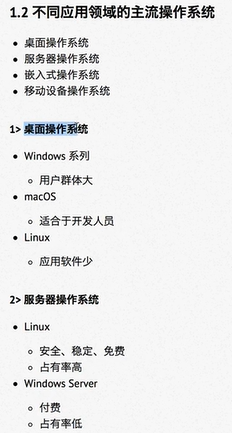 1.2 不同应用领域的主流操作系统
• 桌面操作系统
• 服务器操作系统
• 嵌入式操作系统
• 移动设备操作系统
1> 桌面操作系统
• Windows 系列
◦ 用户群体大
• macOS
◦ 适合于开发人员
• Linux
◦ 应用软件少
2> 服务器操作系统
• Linux
◦ 安全、稳定、免费
◦ 占有率高
• Windows Server
◦ 付费
◦ 占有率低